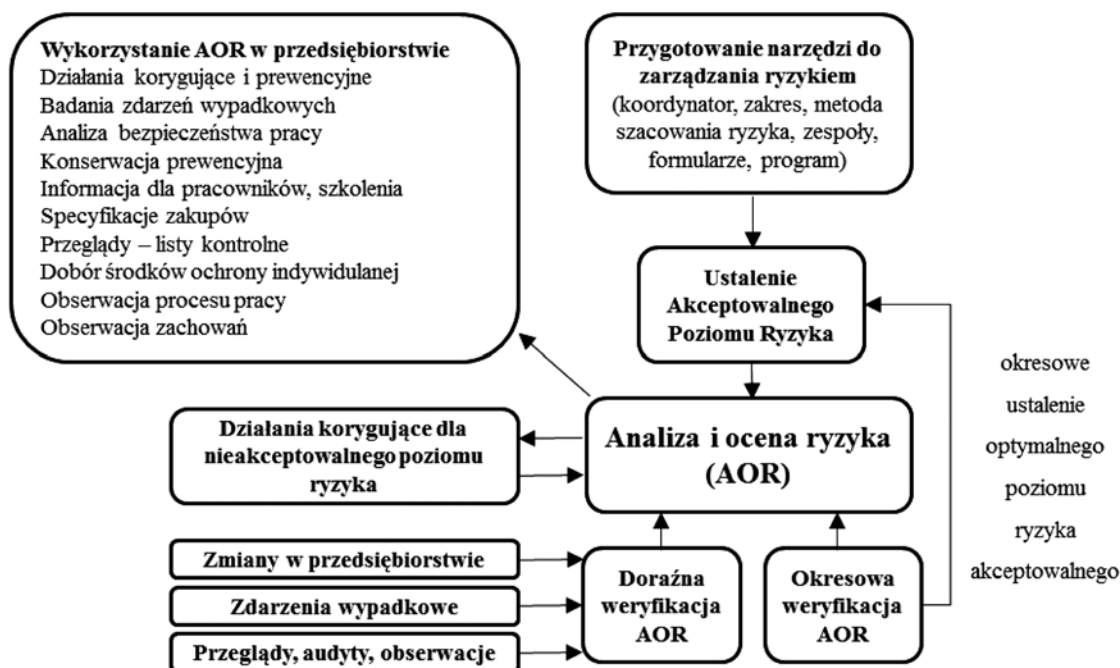 Wykorzystanie AOR w przedsiębiorstwie
Działania korygujące i prewencyjne
Badania zdarzeń wypadkowych
Analiza bezpieczeństwa pracy
Konserwacja prewencyjna
Informacja dla pracowników, szkolenia
Specyfikacje zakupów
Przeglądy – listy kontrolne
Dobór środków ochrony indywidulanej
Obserwacja procesu pracy
Obserwacja zachowań
Przygotowanie narzędzi do
zarządzania ryzykiem
(koordynator, zakres, metoda
szacowania ryzyka, zespoły,
formularze, program)
Ustalenie
Akceptowalnego
Poziomu Ryzyka
okresowe
ustalenie
optymalnego
poziomu
ryzyka
akceptowalnego
Działania korygujące dla
nieakceptowalnego poziomu
ryzyka
Analiza i ocena ryzyka
(AOR)
Zmiany w przedsiębiorstwie
Zdarzenia wypadkowe
Przeglądy, audyty, obserwacje
Doraźna
weryfikacja
AOR
Okresowa
weryfikacja
AOR